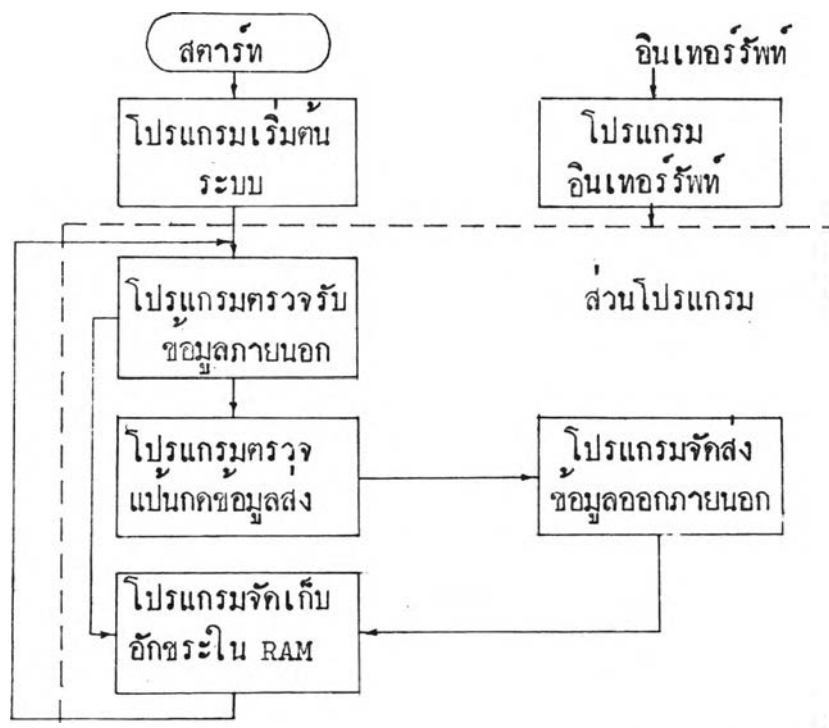 สตาร์ท
อินเทอร์รัพท์
โปรแกรมเริ่มต้น
ระบบ
โปรแกรม
อินเทอร์รัพท์
โปรแกรมตรวจรับ
ข้อมูลภายนอก
ส่วนโปรแกรม
โปรแกรมตรวจ
แป้นกดข้อมูลส่ง
โปรแกรมจัดส่ง
ข้อมูลออกภายนอก
โปรแกรมจัดเก็บ
อักขระใน RAM